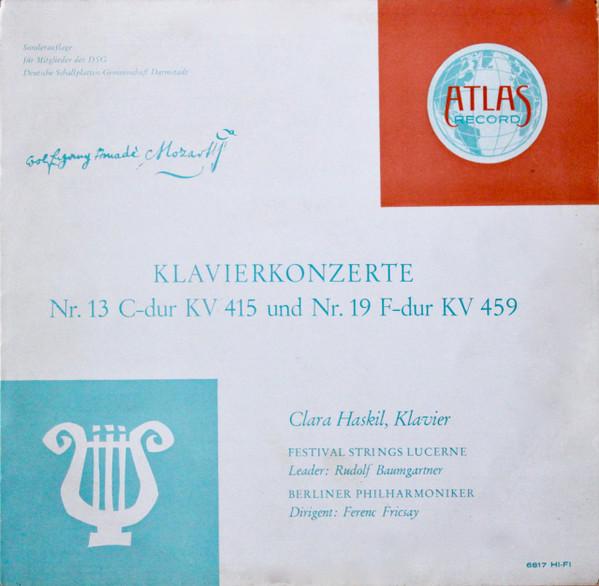 Sonderauflage
für Mitglieder der DSG
Deutsche Schallplatten-Gemeinschaft Darmstadt
ATLAS
RECORD
Wolfgang Amadè Mozart
KLAVIERKONZERTE
Nr. 13 C-dur KV 415 und Nr. 19 F-dur KV 459
Clara Haskil, Klavier
FESTIVAL STRINGS LUCERNE
Leader: Rudolf Baumgartner
BERLINER PHILHARMONIKER
Dirigent: Ferenc Fricsay
6817 HI-FI